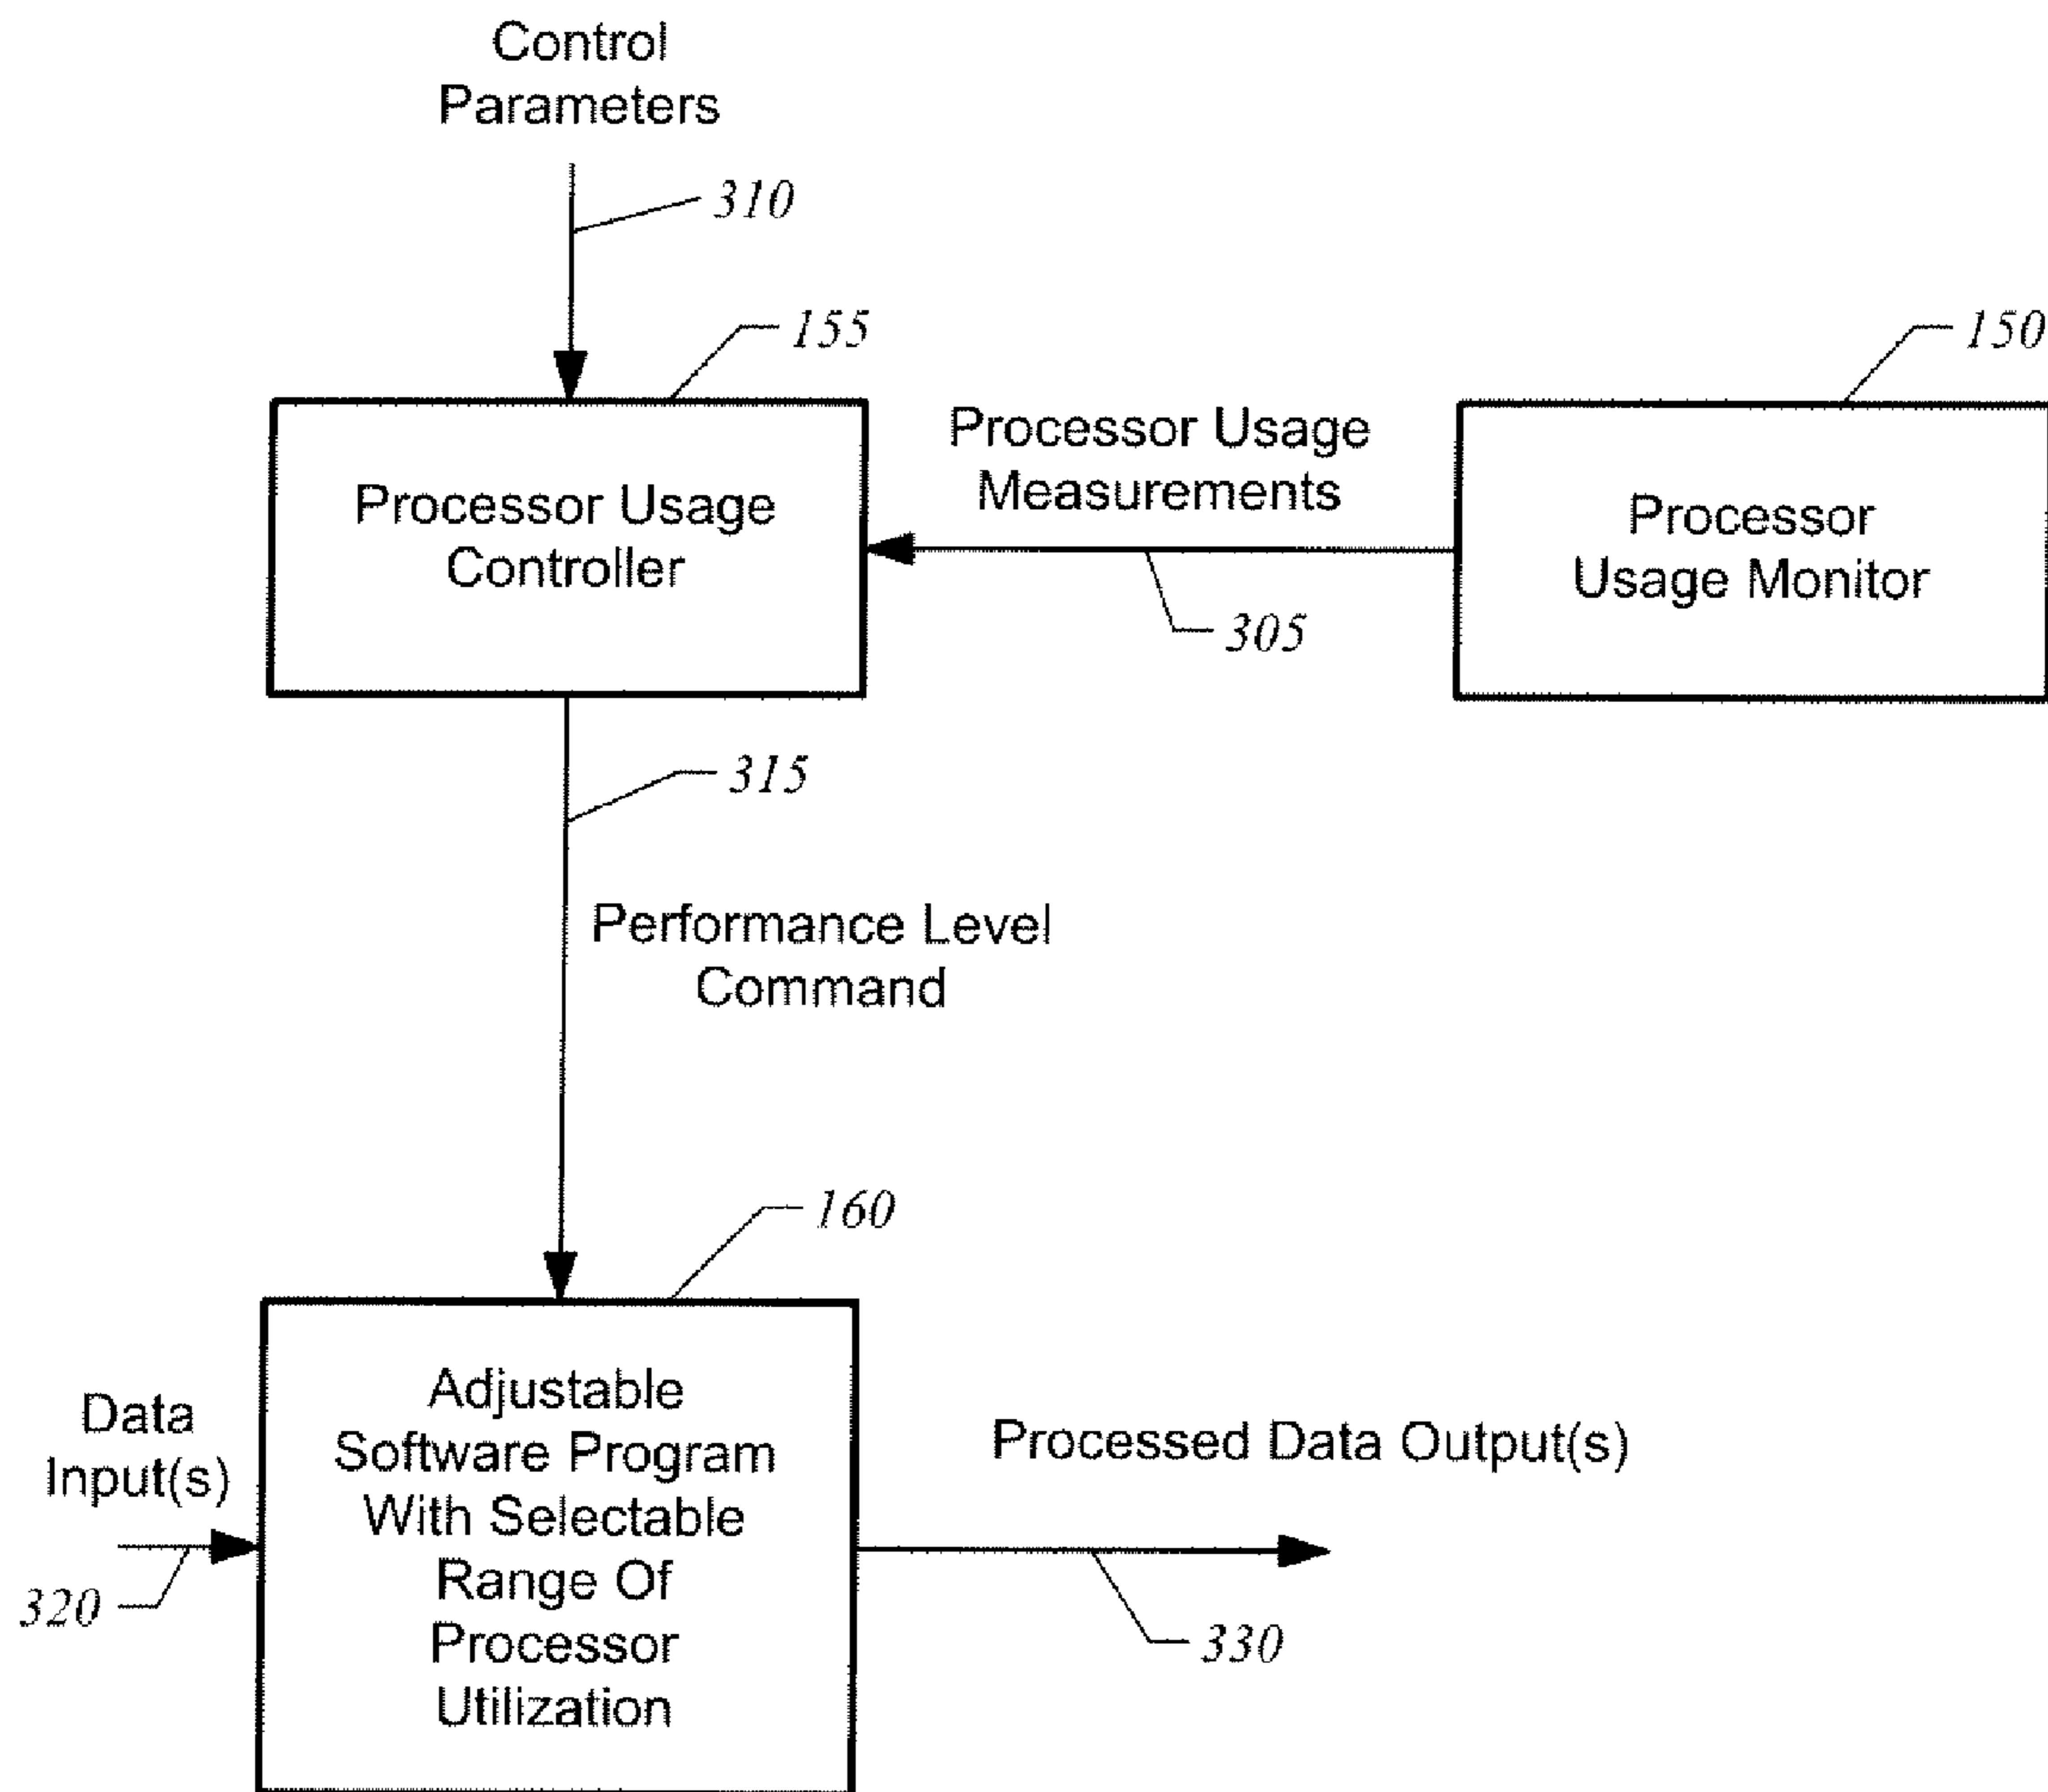 Control
Parameters
310
155
150
Processor Usage
Controller
Processor Usage
Measurements
Processor
Usage Monitor
305
315
Performance Level
Command
160
Data
Input(s)
320
Adjustable
Software Program
With Selectable
Range Of
Processor
Utilization
Processed Data Output(s)
330